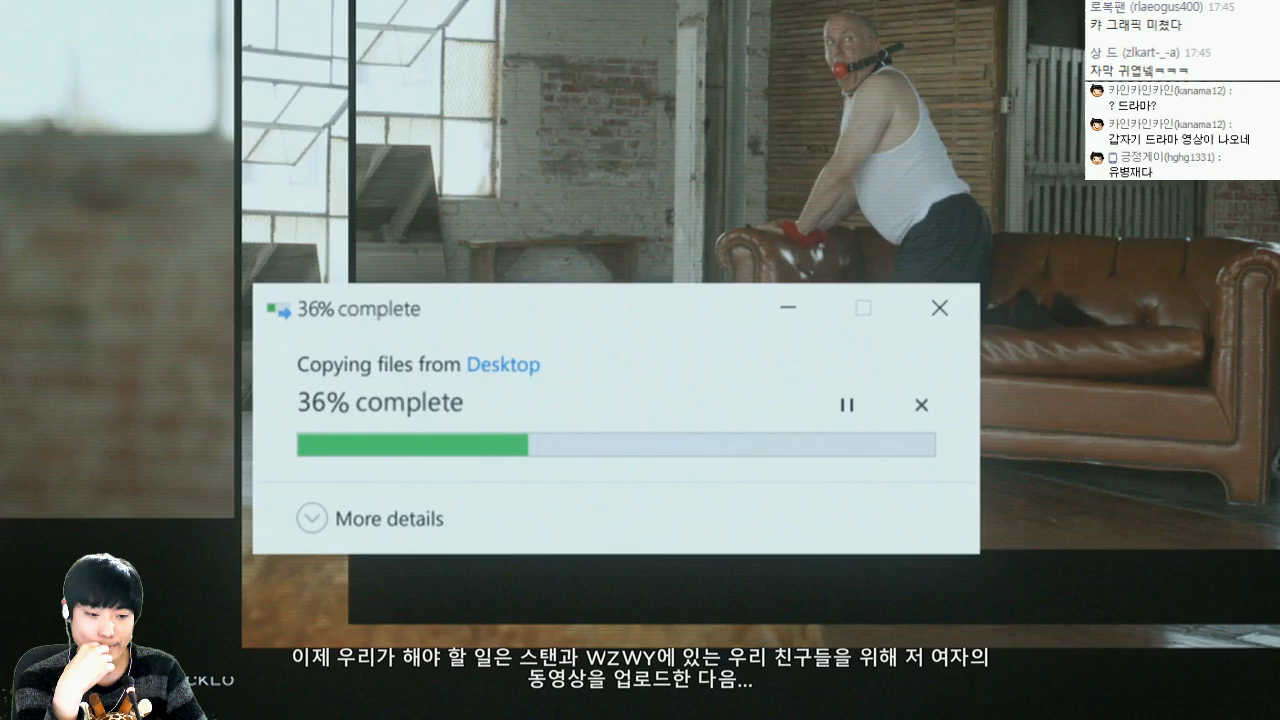 로복팬 (rlaeogus400) 17:45
캬 그래픽 미쳤다
상 드 (zlkart-_-a) 17:45
자막 귀엽넼ㅋㅋㅋ
카인카인카인(kanama12) :
? 드라마?
카인카인카인(kanama12) :
갑자기 드라마 영상이 나오네
긍정게이(hghg1331) :
유병재다
36% complete
Copying files from Desktop
36% complete
More details
이제 우리가 해야 할 일은 스탠과 WZWY에 있는 우리 친구들을 위해 저 여자의
동영상을 업로드한 다음...